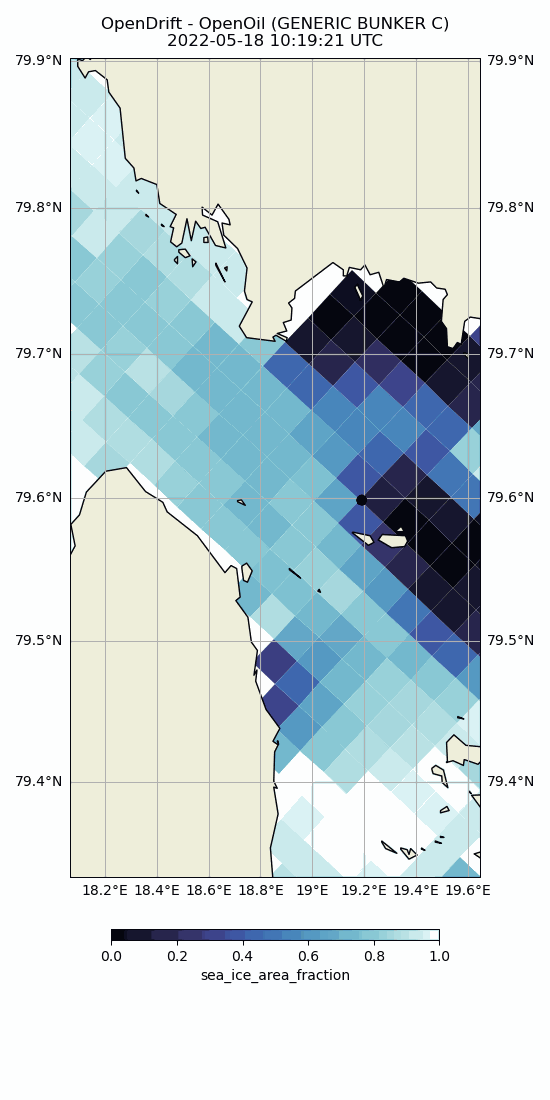 OpenDrift - OpenOil (GENERIC BUNKER C)
2022-05-18 10:19:21 UTC
79.9°N 79.9°N
79.8°N 79.8°N
79.7°N 79.7°N
79.6°N 79.6°N
79.5°N 79.5°N
79.4°N 79.4°N
18.2°E 18.4°E 18.6°E 18.8°E 19°E 19.2°E 19.4°E 19.6°E
0.0 0.2 0.4 0.6 0.8 1.0
sea_ice_area_fraction